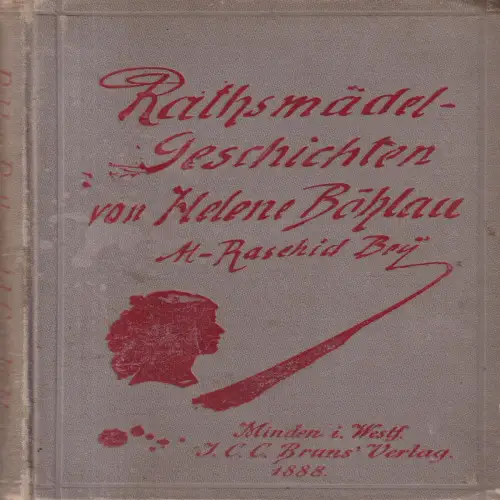 Rathsmädel-
Geschichten
von Helene Böhlau
Al-Raschid Bey
Minden i. Westf.
J. C. C. Bruns' Verlag.
1888.